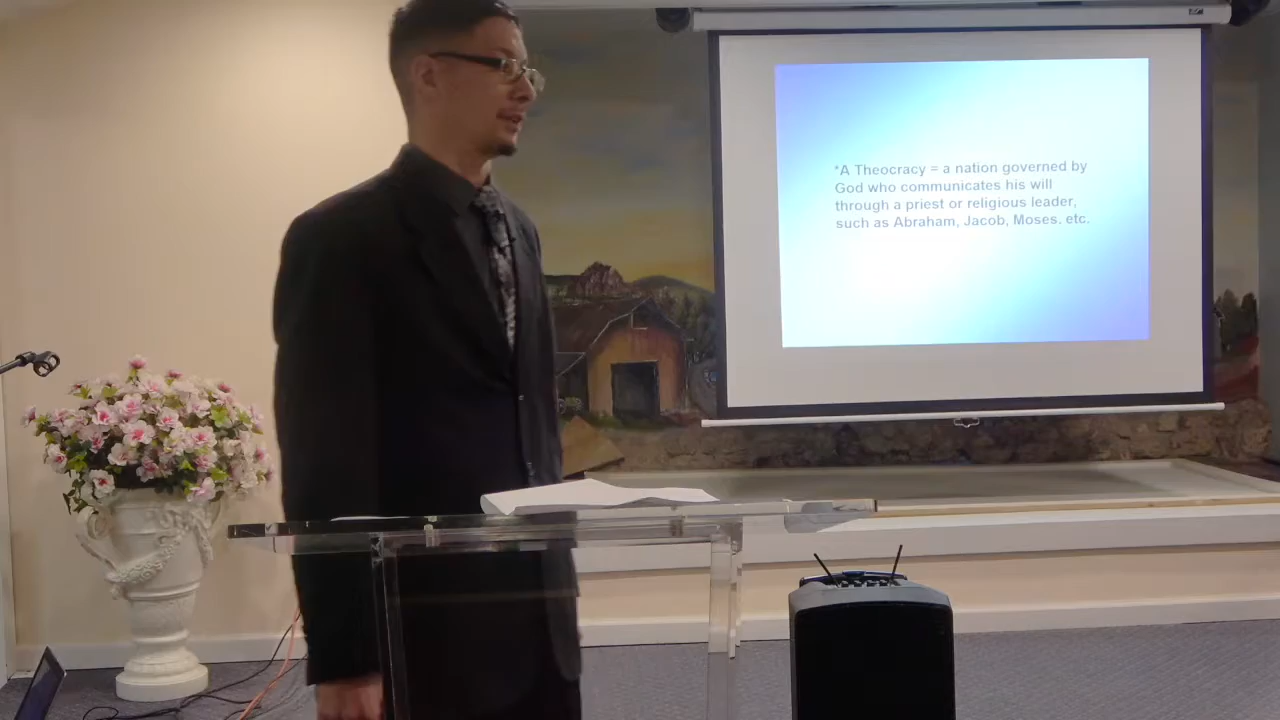 *A Theocracy = a nation governed by
God who communicates his will
through a priest or religious leader,
such as Abraham, Jacob, Moses. etc.